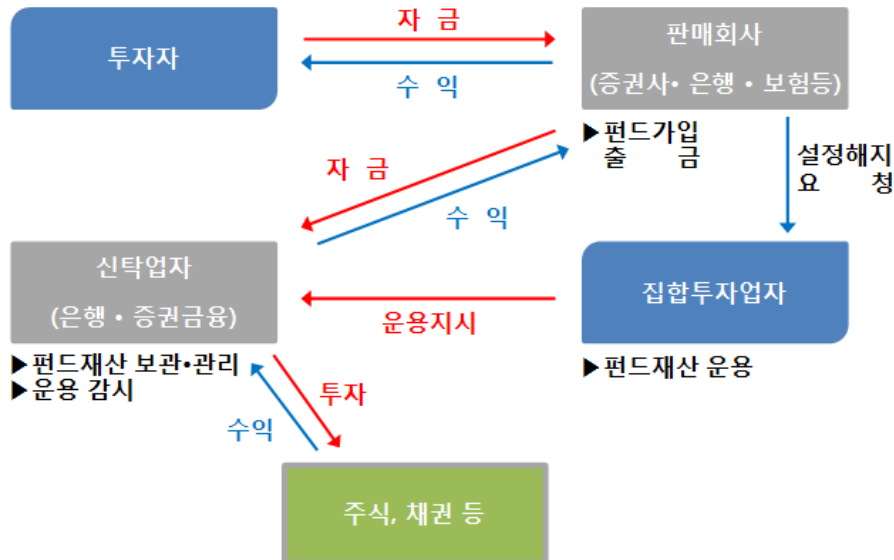 자 금
투자자
판매회사
(증권사• 은행 • 보험등)
수 익
▶펀드가입
출 금
설정해지
요 청
자 금
수 익
신탁업자
(은행 • 증권금융)
집합투자업자
운용지시
▶펀드재산 보관•관리
▶운용 감시
▶펀드재산 운용
투자
수익
주식, 채권 등